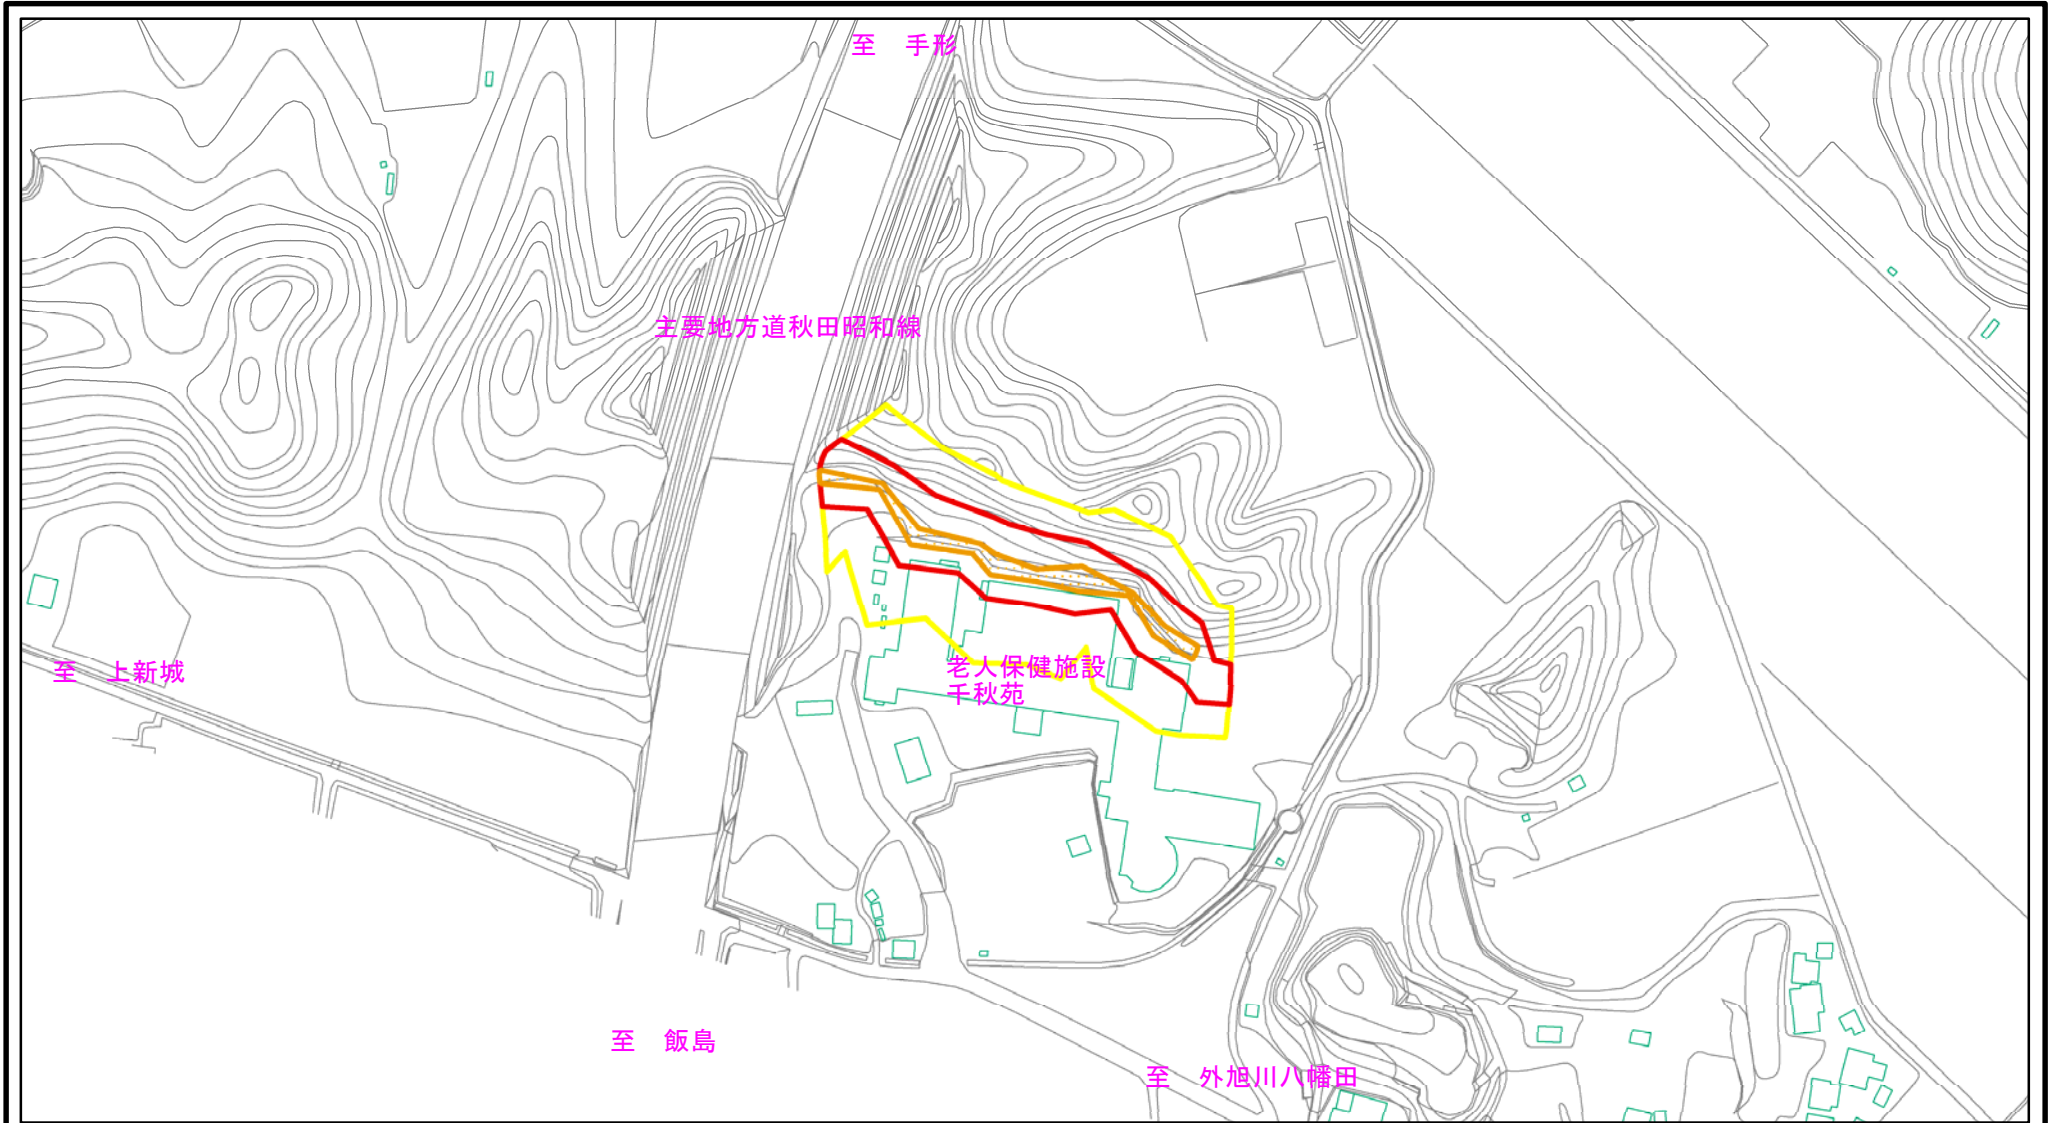 至　手形
主要地方道秋田昭和線
至　上新城
老人保健施設
千秋苑
至　飯島
至　外旭川八幡田